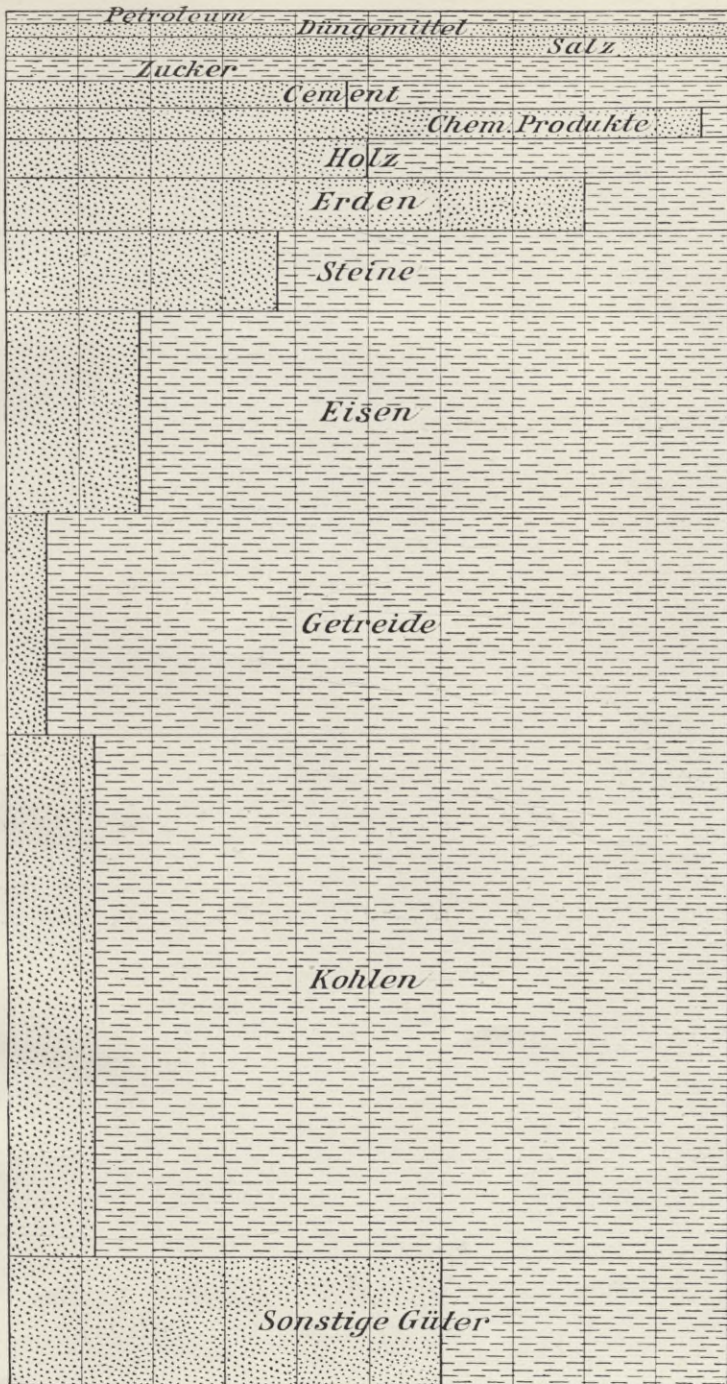 Petroleum
Düngemittel
Salz
Zucker
Cement
Chem. Produkte
Holz
Erden
Steine
Eisen
Getreide
Kohlen
Sonstige Güter